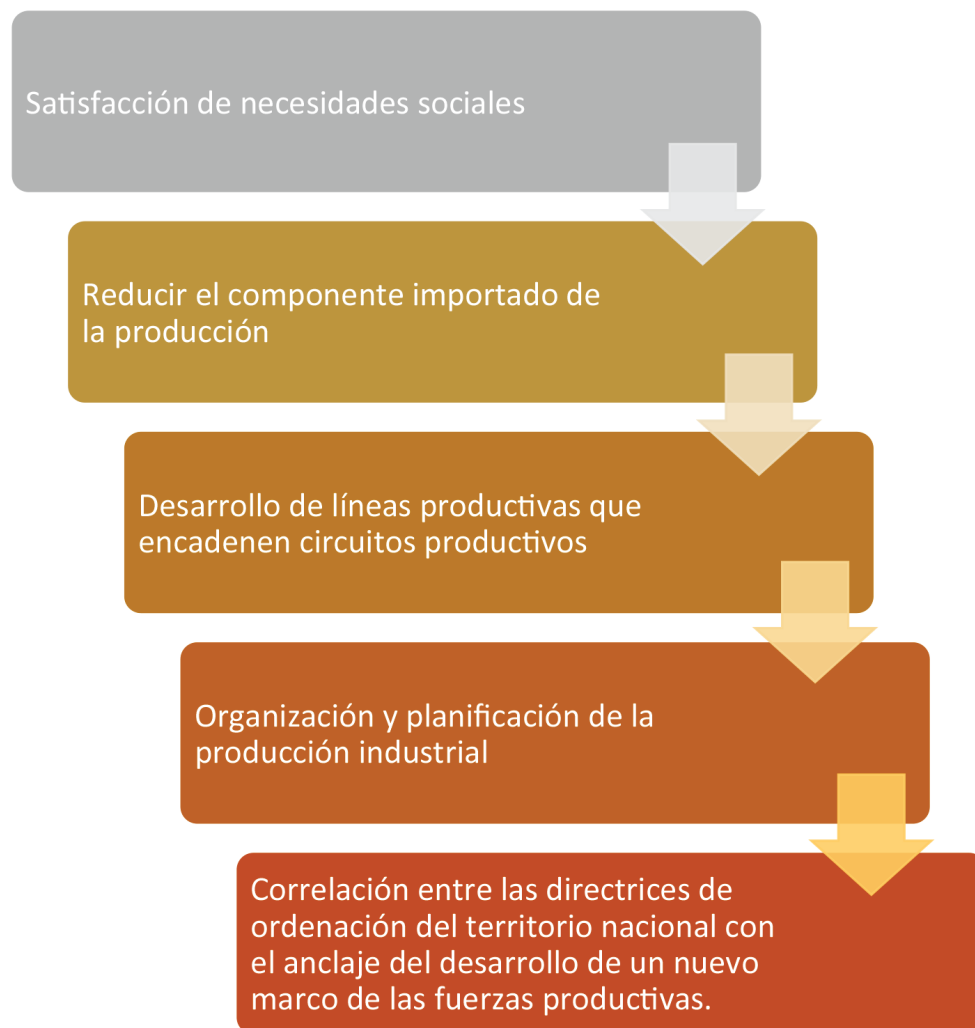 Satisfacción de necesidades sociales
Reducir el componente importado de
la producción
Desarrollo de líneas productivas que
encadenen circuitos productivos
Organización y planificación de la
producción industrial
Correlación entre las directrices de
ordenación del territorio nacional con
el anclaje del desarrollo de un nuevo
marco de las fuerzas productivas.